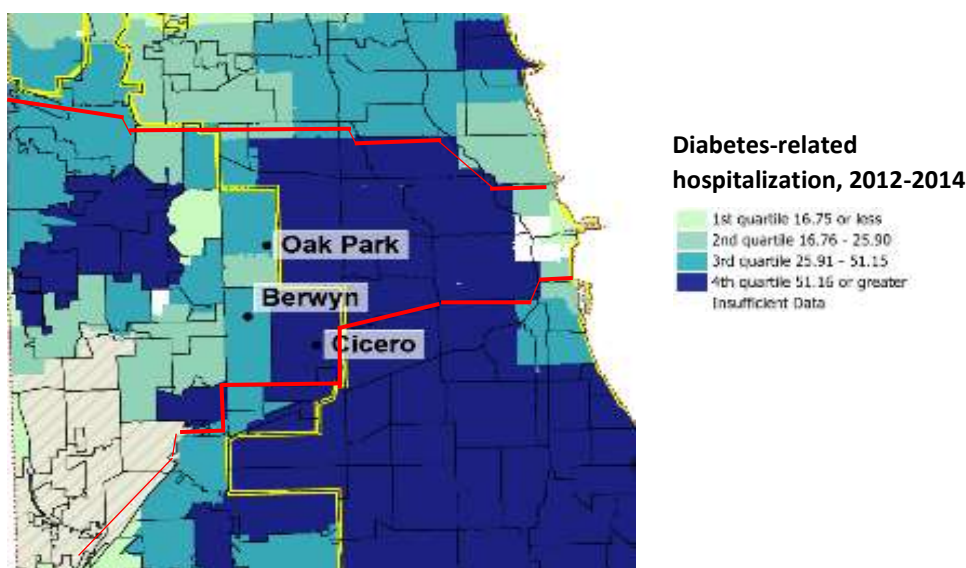 Diabetes-related
hospitalization, 2012-2014
1st quartile 16.75 or less
2nd quartile 16.76 - 25.90
3rd quartile 25.91 - 51.15
4th quartile 51.16 or greater
Insufficient Data
Oak Park
Berwyn
Cicero